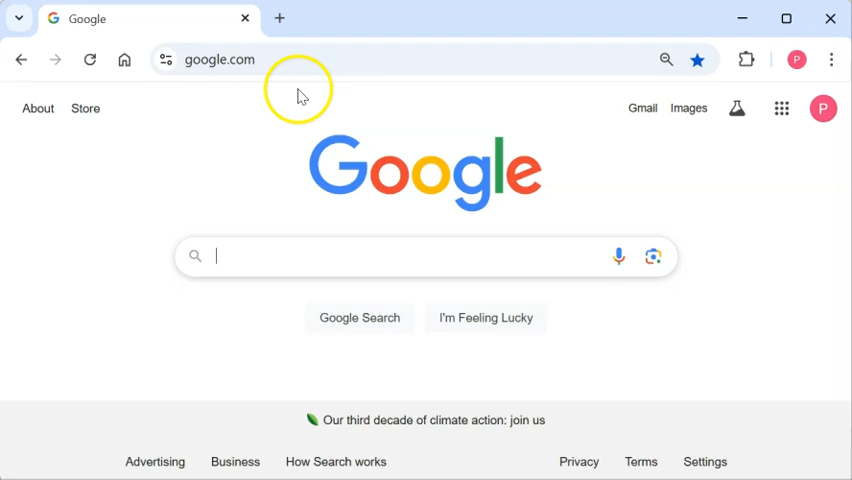 Google
google.com
P
About
Store
Gmail
Images
P
Google
Google Search
I'm Feeling Lucky
Our third decade of climate action: join us
Advertising
Business
How Search works
Privacy
Terms
Settings